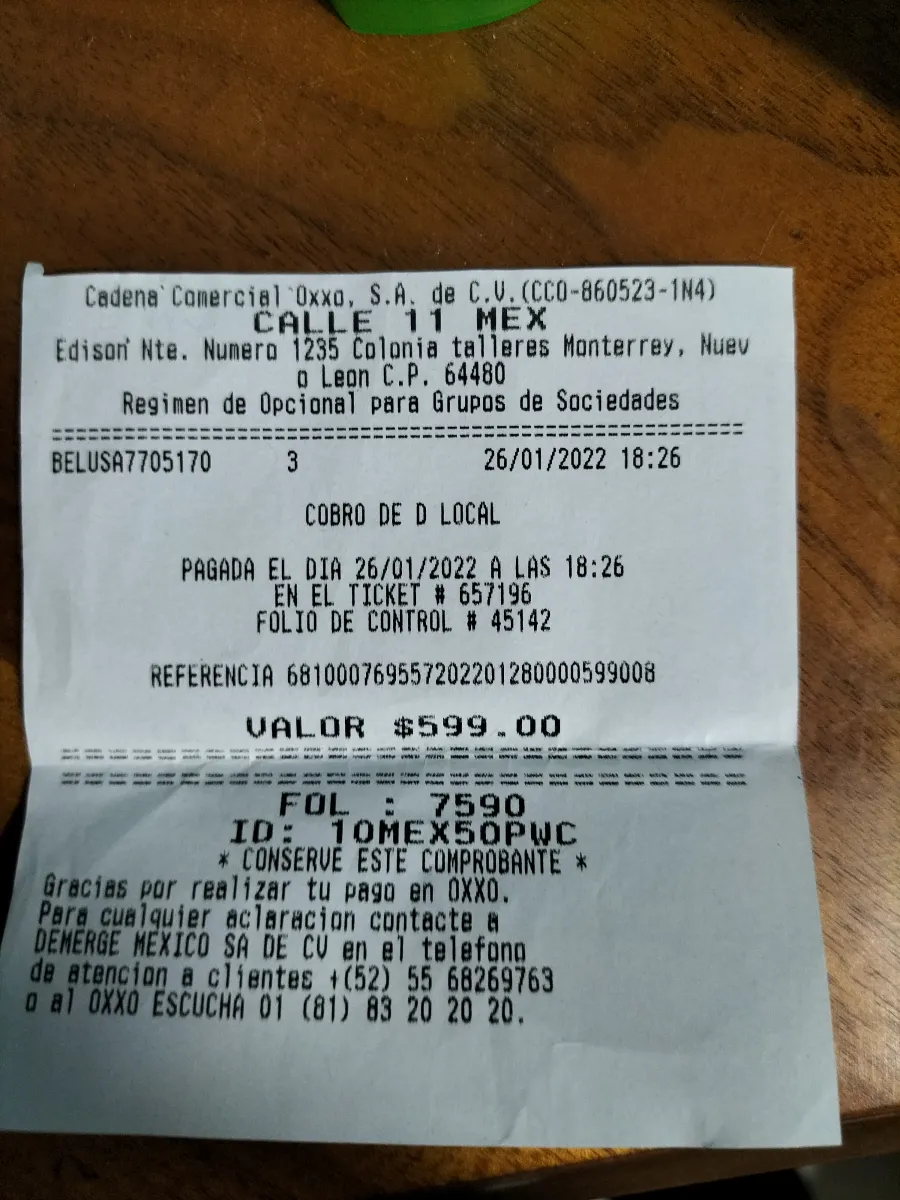 Cadena Comercial Oxxo, S.A. de C.V.(CCO-860523-1N4)
CALLE 11 MEX
Edison Nte. Numero 1235 Colonia talleres Monterrey, Nuev
o Leon C.P. 64480
Regimen de Opcional para Grupos de Sociedades
BELUSA7705170 3 26/01/2022 18:26
COBRO DE D LOCAL
PAGADA EL DIA 26/01/2022 A LAS 18:26
EN EL TICKET # 657196
FOLIO DE CONTROL # 45142
REFERENCIA 6810007695572022012800005990​08
VALOR $599.00
FOL : 7590
ID: 10MEX50PWC
* CONSERVE ESTE COMPROBANTE *
Gracias por realizar tu pago en OXXO.
Para cualquier aclaracion contacte a
DEMERGE MEXICO SA DE CV en el telefono
de atencion a clientes +(52) 55 68269763
o al OXXO ESCUCHA 01 (81) 83 20 20 20.